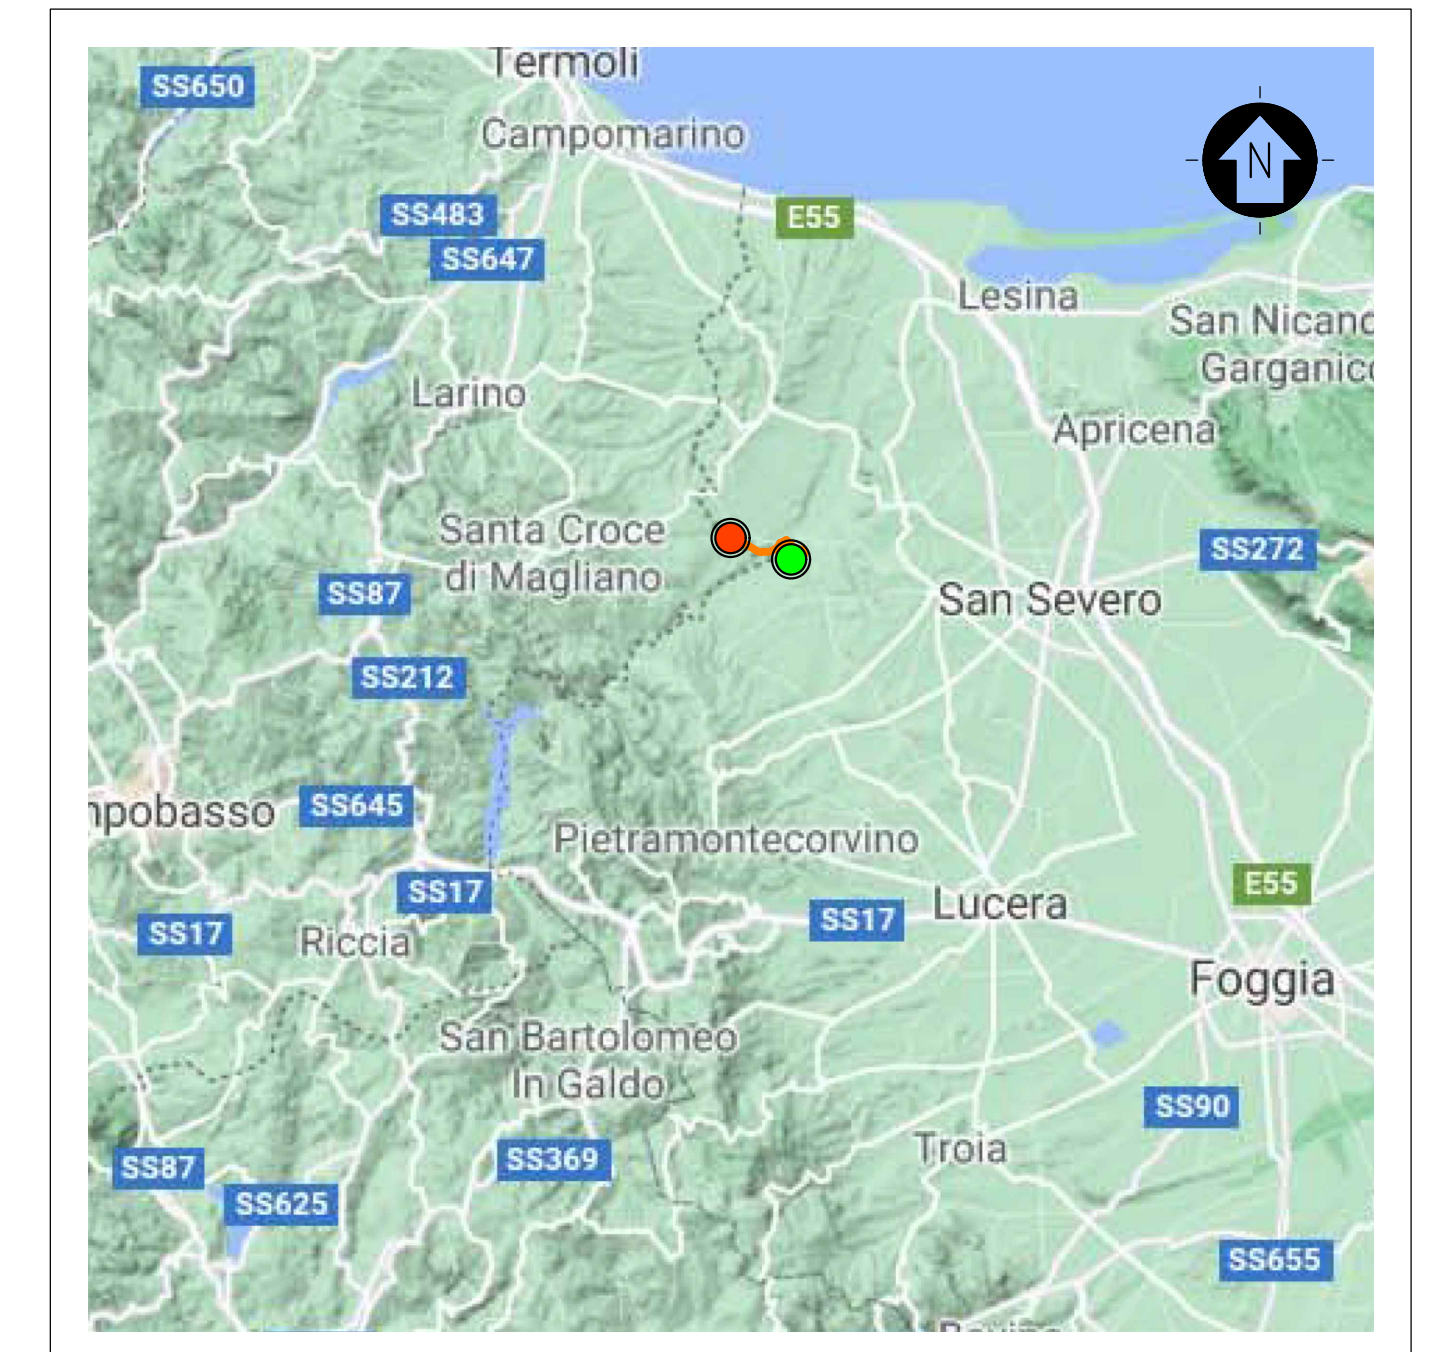 Termoli
SS650
Campomarino
N
SS483
E55
SS647
Lesina
San Nicand
Garganico
Larino
Apricena
Santa Croce
di Magliano
SS272
SS87
San Severo
SS212
SS645
mpobasso
Pietramontecorvino
SS17
E55
Lucera
SS17
SS17
Riccia
Foggia
San Bartolomeo
In Galdo
SS90
Troia
SS369
SS87
SS625
SS655